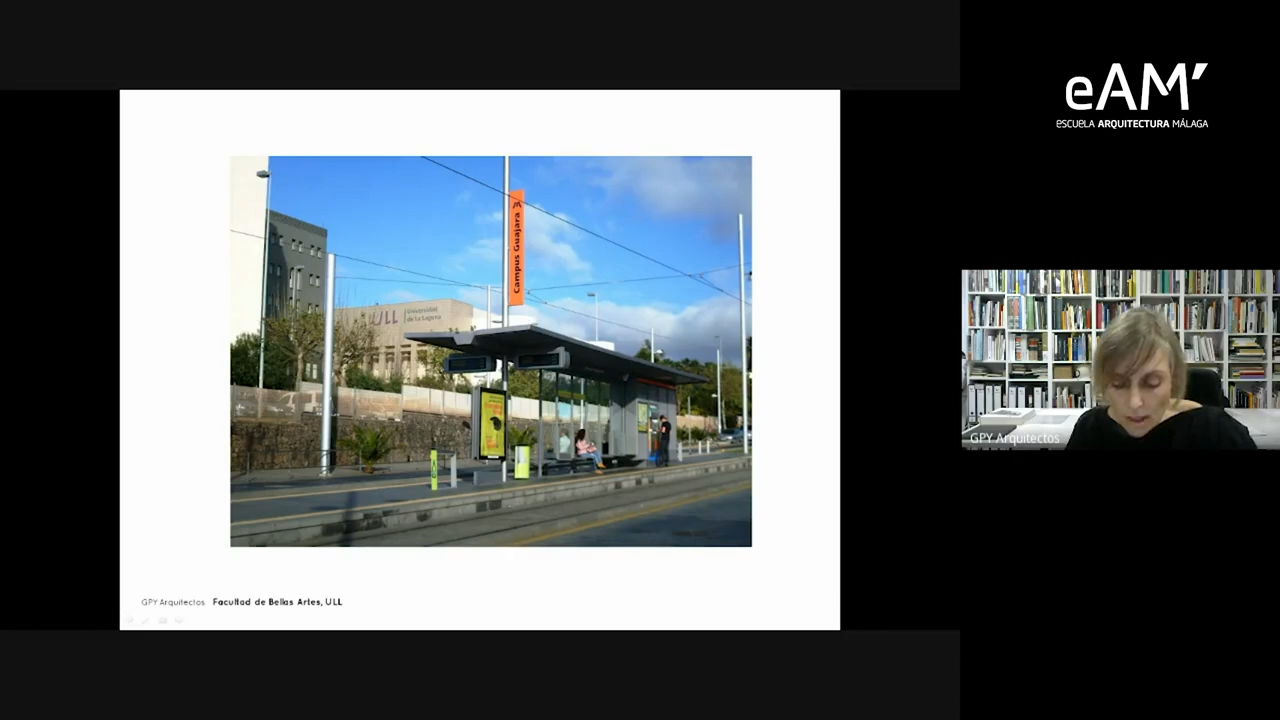 eAM'
ESCUELA ARQUITECTURA MÁLAGA
Campus Guajara
ULL
Universidad
de La Laguna
GPY Arquitectos
GPY Arquitectos Facultad de Bellas Artes, ULL